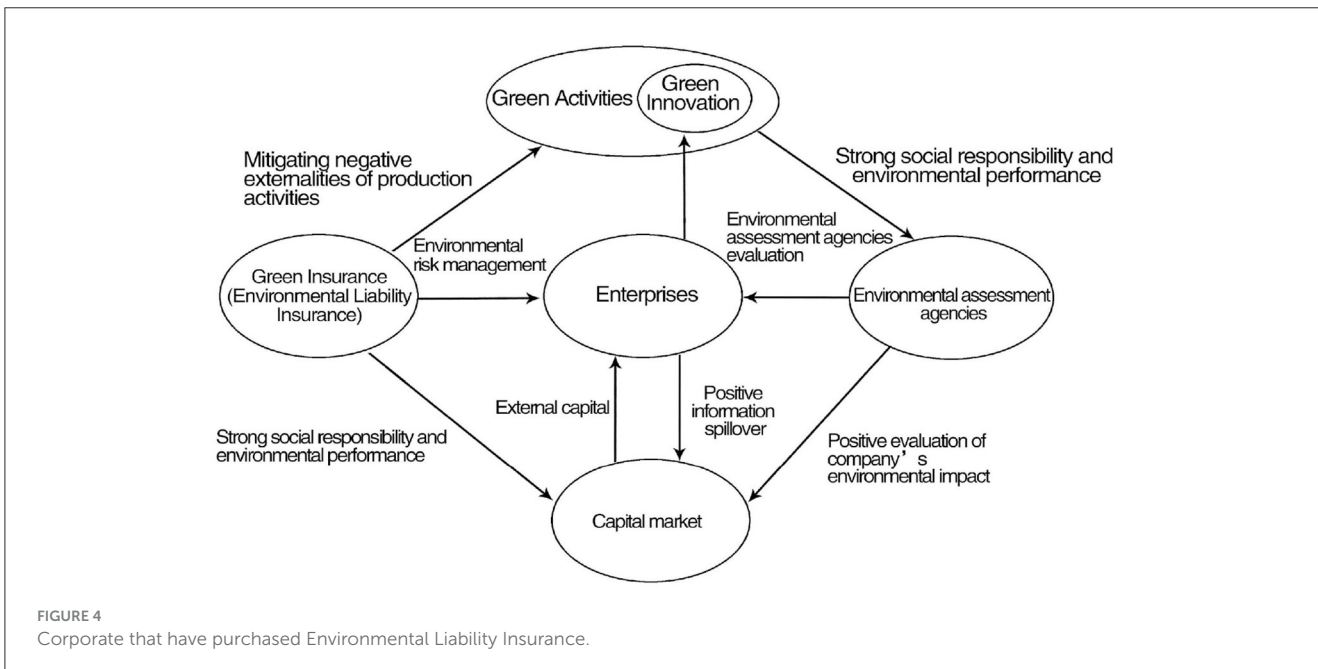 Green Activities
Green
Innovation
Mitigating negative
externalities of production
activities
Strong social responsibility and
environmental performance
Environmental
risk management
Environmental
assessment agencies
evaluation
Green Insurance
(Environmental Liability
Insurance)
Enterprises
Environmental assessment
agencies
External capital
Positive
information
spillover
Strong social responsibility and
environmental performance
Positive evaluation of
company’s
environmental impact
Capital market
FIGURE 4
Corporate that have purchased Environmental Liability Insurance.